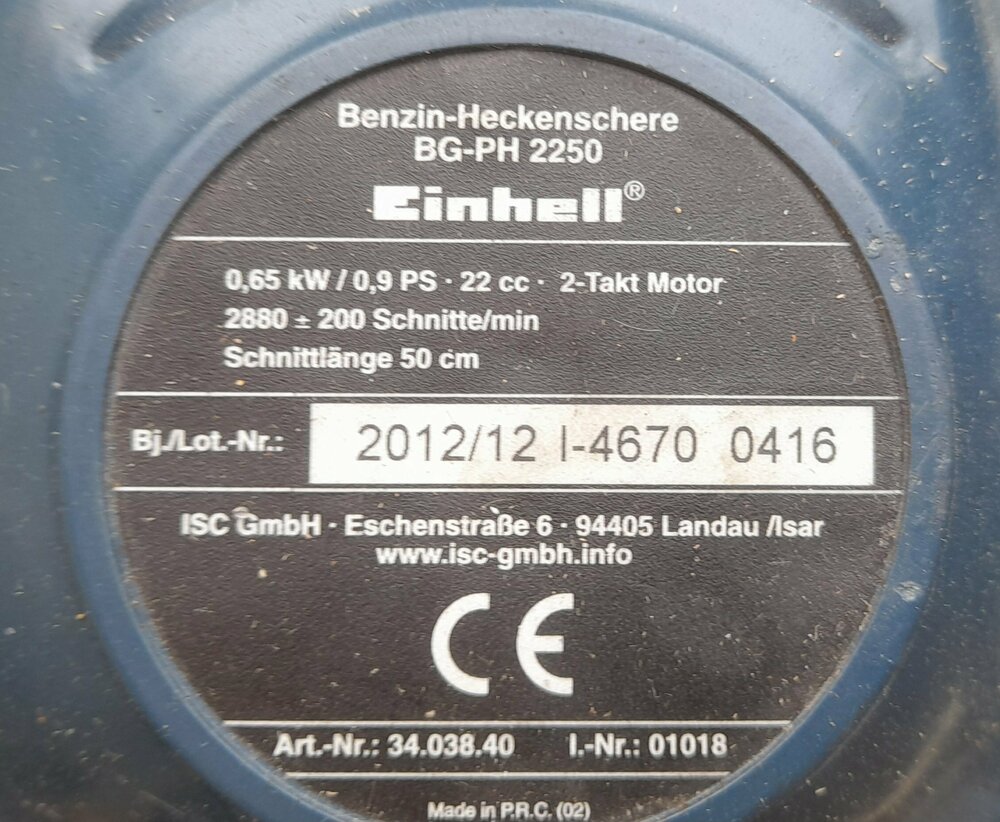 Benzin-Heckenschere
BG-PH 2250
Einhell®
0,65 kW / 0,9 PS · 22 cc · 2-Takt Motor
2880 ± 200 Schnitte/min
Schnittlänge 50 cm
Bj./Lot.-Nr.: 2012/12 I-4670 0416
ISC GmbH · Eschenstraße 6 · 94405 Landau /Isar
www.isc-gmbh.info
CE
Art.-Nr.: 34.038.40 I.-Nr.: 01018
Made in P.R.C. (02)